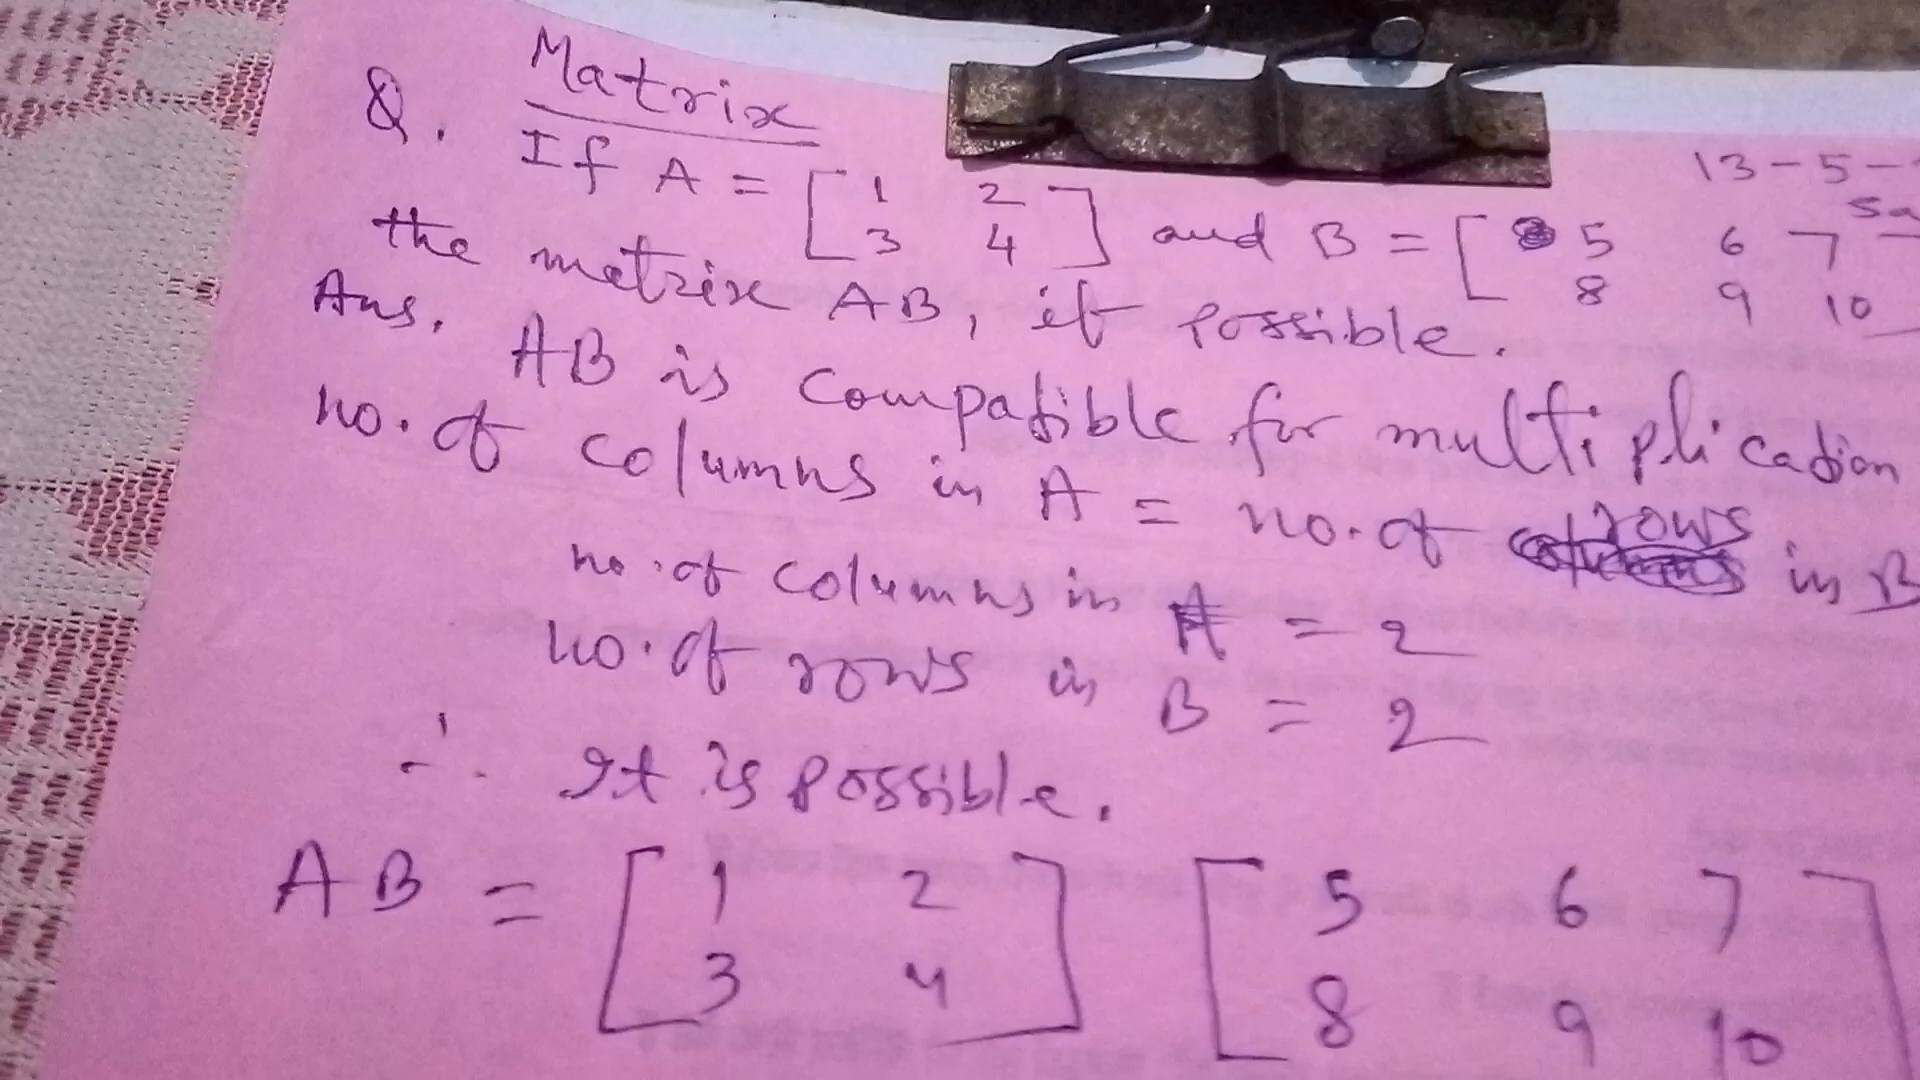 Matrix
13-5-
Sa
Q. If A = [ 1 2 ] and B = [ 5 6 7
3 4 8 9 10
the matrix AB, if possible.
Ans. AB is compatible for multiplication
no. of columns in A = no. of rows in B
no. of columns in A = 2
no. of rows in B = 2
∴ It is possible.
AB = [ 1 2 ] [ 5 6 7 ]
3 4 8 9 10